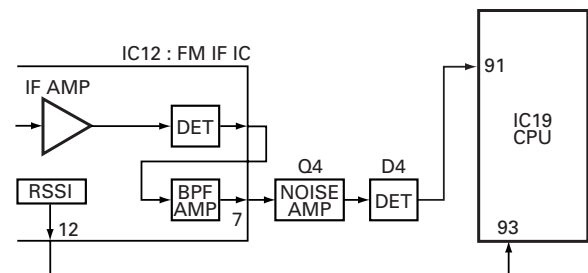 IC12 : FM IF IC
IF AMP
DET
91
IC19
CPU
Q4
D4
RSSI
BPF
AMP
NOISE
AMP
DET
12
7
93